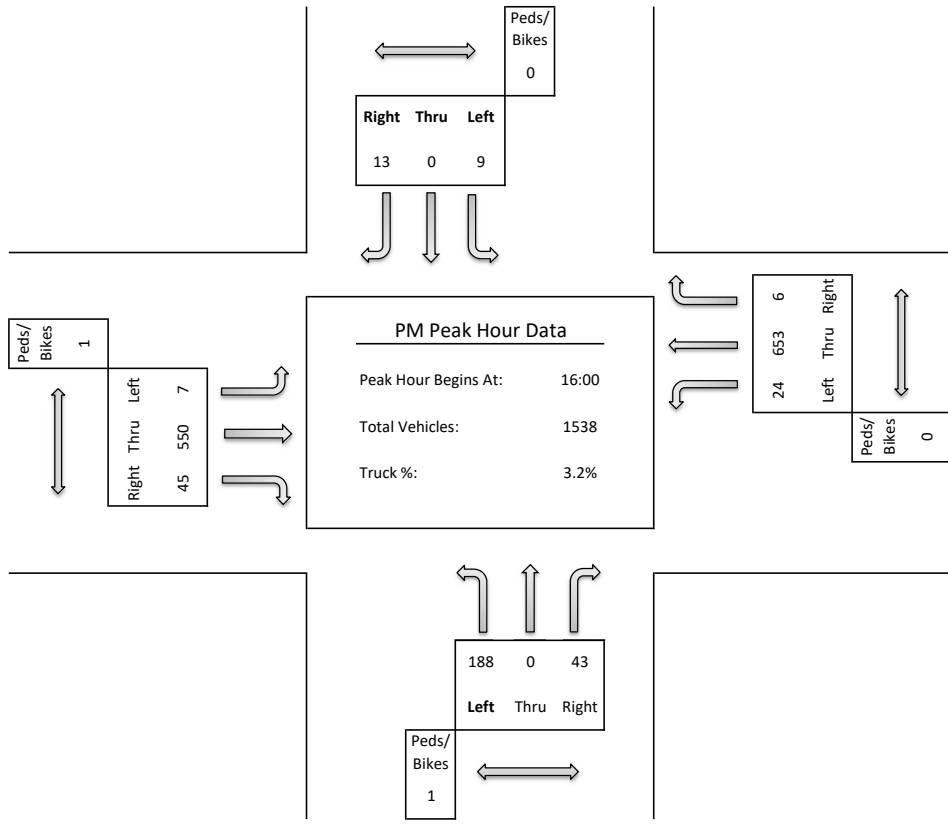 Peds/
Bikes
0
Right Thru Left
13 0 9
Peds/
Bikes
1
Left
7
Thru
550
Right
45
PM Peak Hour Data
Peak Hour Begins At: 16:00
Total Vehicles: 1538
Truck %: 3.2%
6
Right
653
Thru
24
Left
Peds/
Bikes
0
188 0 43
Left Thru Right
Peds/
Bikes
1